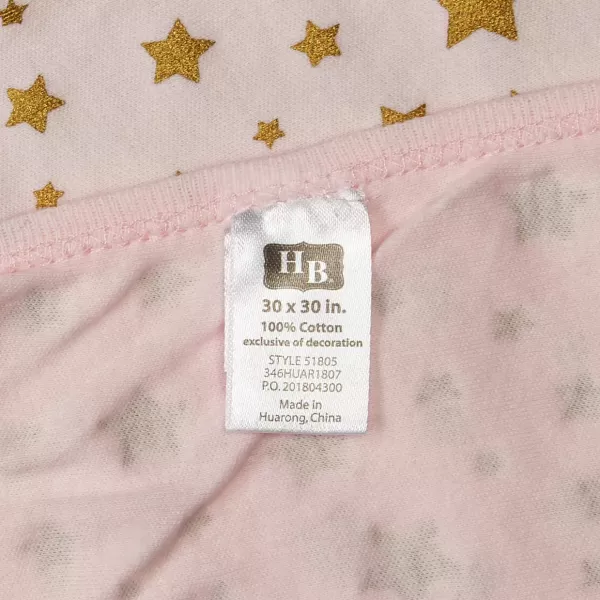 HB
30 x 30 in.
100% Cotton
exclusive of decoration
STYLE 51805
346HUAR1807
P.O. 201804300
Made in
Huarong, China